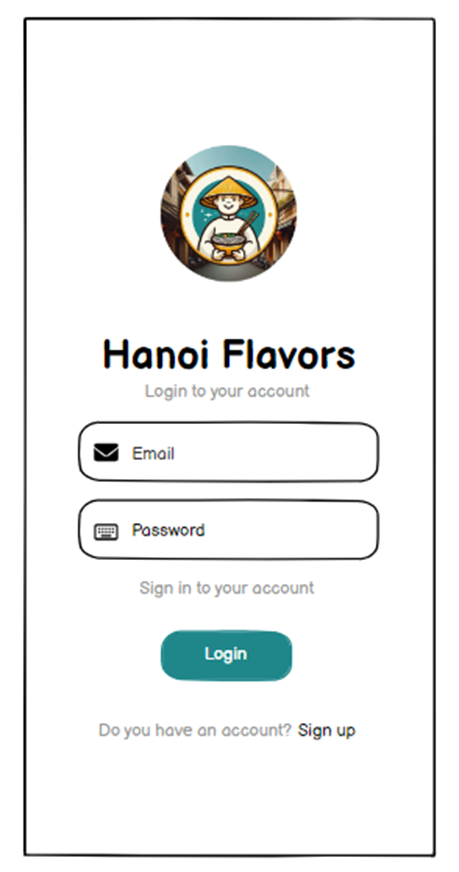 Hanoi Flavors
Login to your account
Email
Password
Sign in to your account
Login
Do you have an account? Sign up